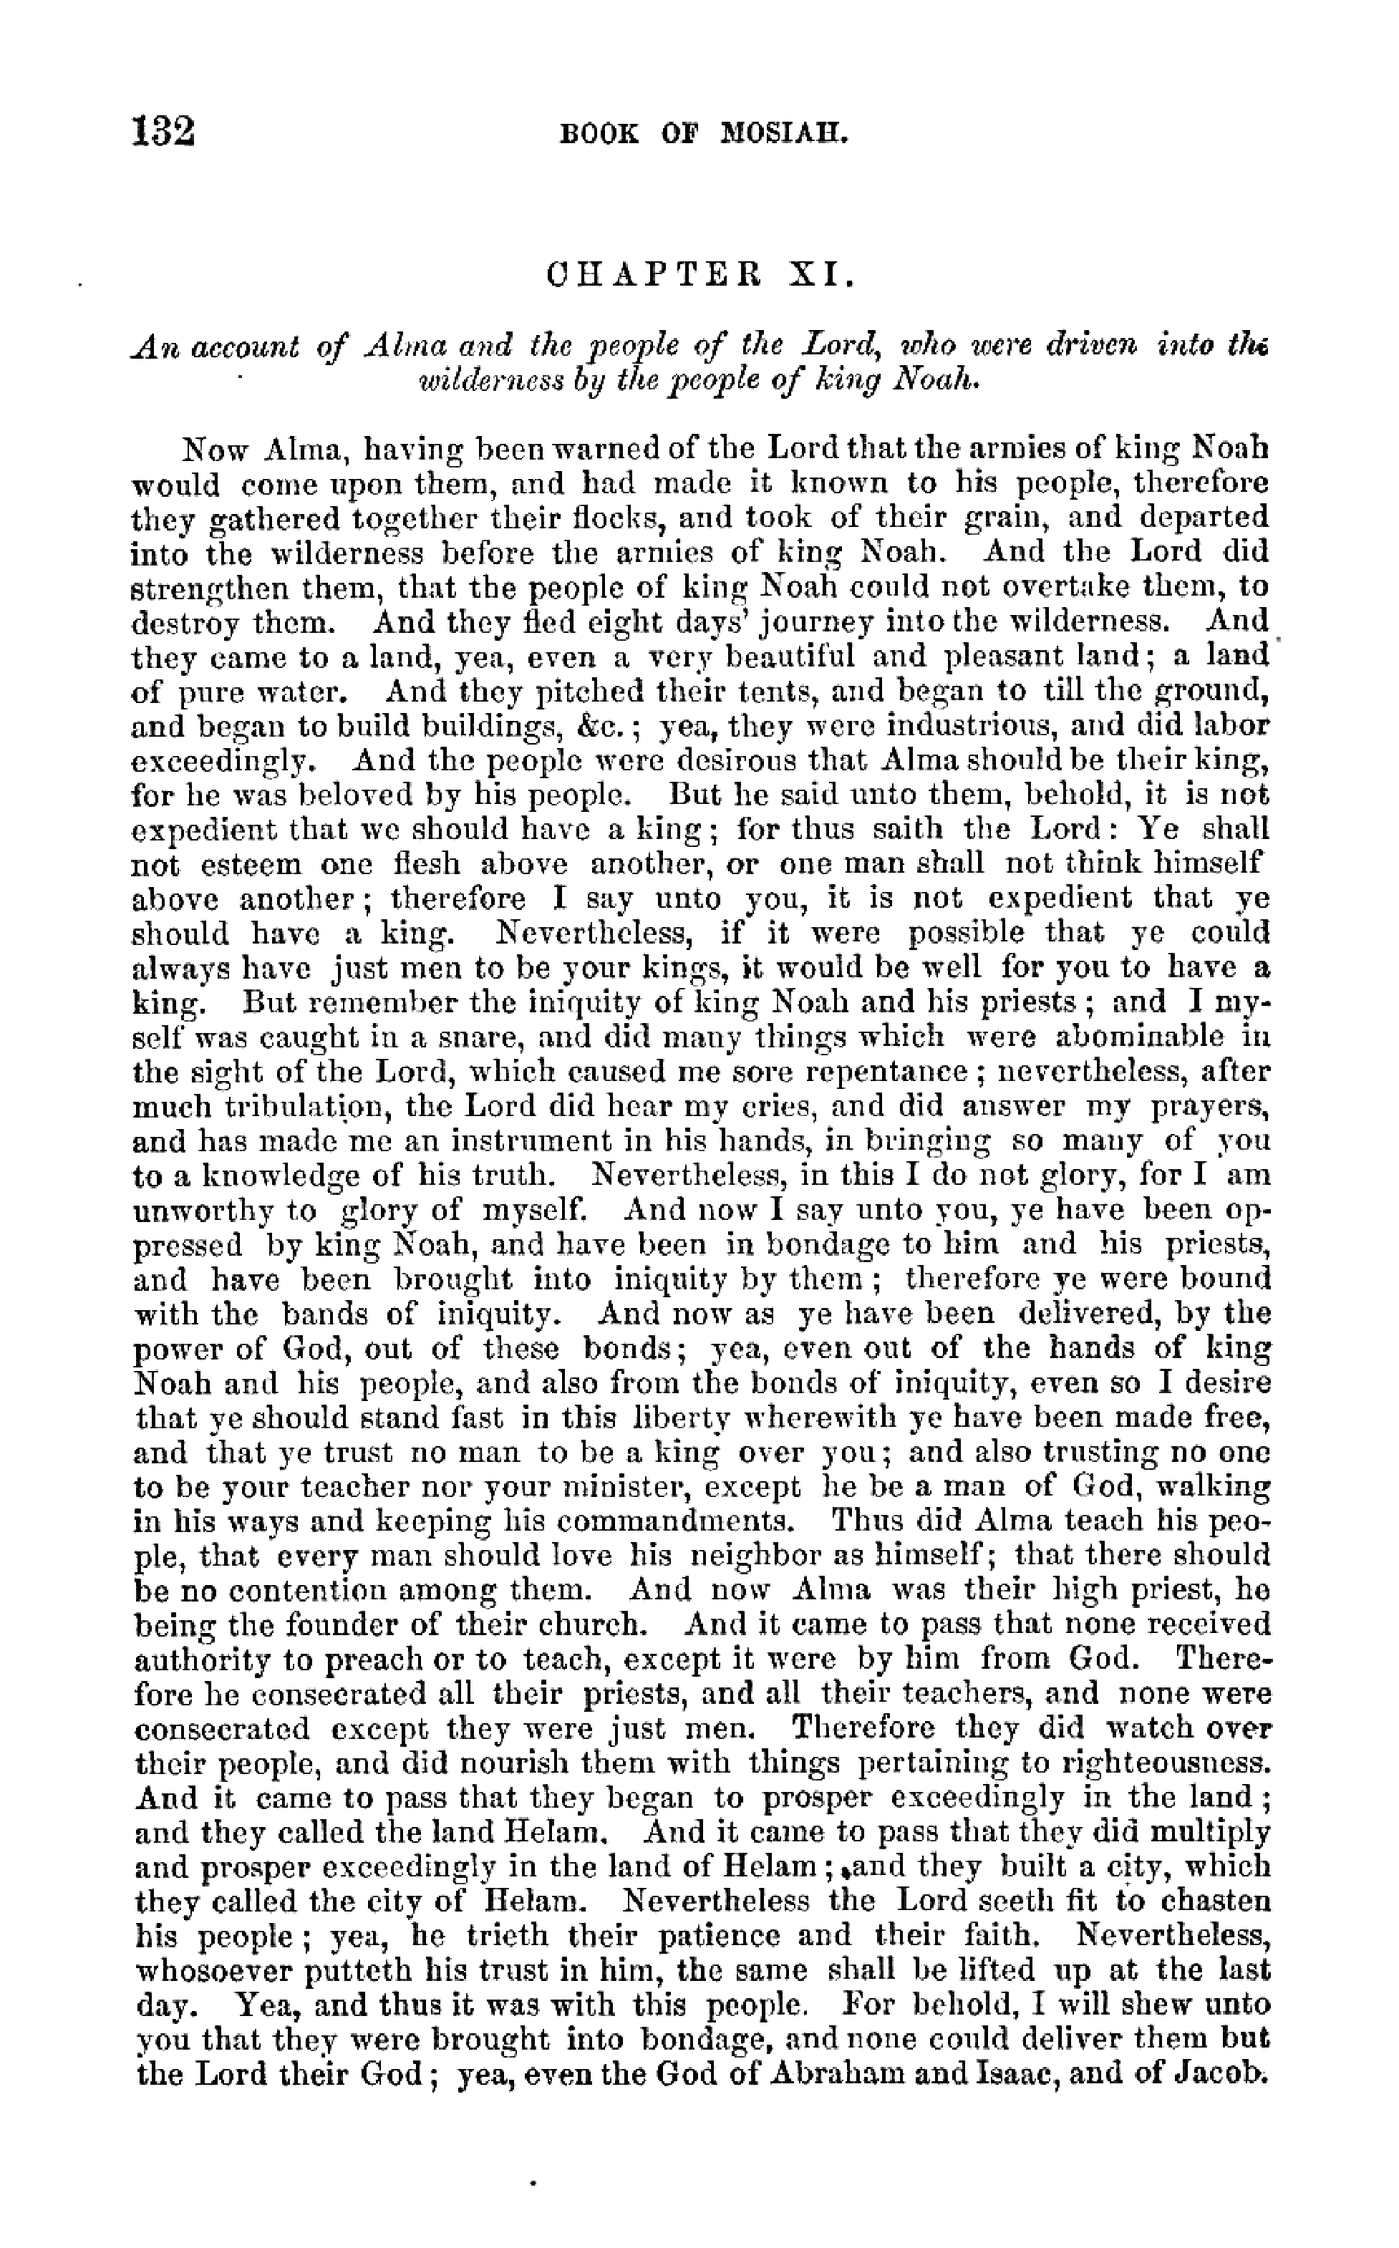 132 BOOK OF MOSIAH.
CHAPTER XI.
An account of Alma and the people of the Lord, who were driven into the
wilderness by the people of king Noah.
Now Alma, having been warned of the Lord that the armies of king Noah
would come upon them, and had made it known to his people, therefore
they gathered together their flocks, and took of their grain, and departed
into the wilderness before the armies of king Noah. And the Lord did
strengthen them, that the people of king Noah could not overtake them, to
destroy them. And they fled eight days' journey into the wilderness. And
they came to a land, yea, even a very beautiful and pleasant land; a land
of pure water. And they pitched their tents, and began to till the ground,
and began to build buildings, &c.; yea, they were industrious, and did labor
exceedingly. And the people were desirous that Alma should be their king,
for he was beloved by his people. But he said unto them, behold, it is not
expedient that we should have a king; for thus saith the Lord: Ye shall
not esteem one flesh above another, or one man shall not think himself
above another; therefore I say unto you, it is not expedient that ye
should have a king. Nevertheless, if it were possible that ye could
always have just men to be your kings, it would be well for you to have a
king. But remember the iniquity of king Noah and his priests; and I my-
self was caught in a snare, and did many things which were abominable in
the sight of the Lord, which caused me sore repentance; nevertheless, after
much tribulation, the Lord did hear my cries, and did answer my prayers,
and has made me an instrument in his hands, in bringing so many of you
to a knowledge of his truth. Nevertheless, in this I do not glory, for I am
unworthy to glory of myself. And now I say unto you, ye have been op-
pressed by king Noah, and have been in bondage to him and his priests,
and have been brought into iniquity by them; therefore ye were bound
with the bands of iniquity. And now as ye have been delivered, by the
power of God, out of these bonds; yea, even out of the hands of king
Noah and his people, and also from the bonds of iniquity, even so I desire
that ye should stand fast in this liberty wherewith ye have been made free,
and that ye trust no man to be a king over you; and also trusting no one
to be your teacher nor your minister, except he be a man of God, walking
in his ways and keeping his commandments. Thus did Alma teach his peo-
ple, that every man should love his neighbor as himself; that there should
be no contention among them. And now Alma was their high priest, he
being the founder of their church. And it came to pass that none received
authority to preach or to teach, except it were by him from God. There-
fore he consecrated all their priests, and all their teachers, and none were
consecrated except they were just men. Therefore they did watch over
their people, and did nourish them with things pertaining to righteousness.
And it came to pass that they began to prosper exceedingly in the land;
and they called the land Helam. And it came to pass that they did multiply
and prosper exceedingly in the land of Helam; and they built a city, which
they called the city of Helam. Nevertheless the Lord seeth fit to chasten
his people; yea, he trieth their patience and their faith. Nevertheless,
whosoever putteth his trust in him, the same shall be lifted up at the last
day. Yea, and thus it was with this people. For behold, I will shew unto
you that they were brought into bondage, and none could deliver them but
the Lord their God; yea, even the God of Abraham and Isaac, and of Jacob.